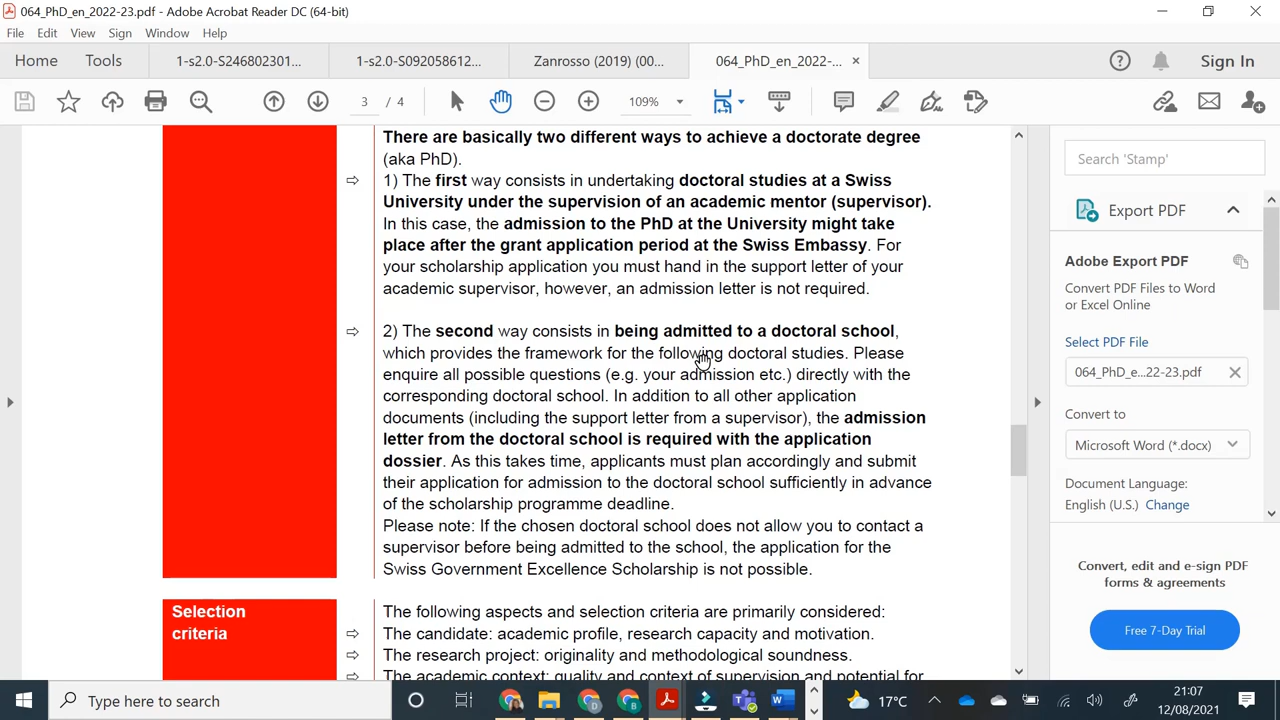 064_PhD_en_2022-23.pdf - Adobe Acrobat Reader DC (64-bit)
File Edit View Sign Window Help
Home Tools 1-s2.0-S246802301... 1-s2.0-S092058612... Zanrosso (2019) (00... 064_PhD_en_2022-... × Sign In
3 / 4 109%
There are basically two different ways to achieve a doctorate degree
(aka PhD).
⇨ 1) The first way consists in undertaking doctoral studies at a Swiss
University under the supervision of an academic mentor (supervisor).
In this case, the admission to the PhD at the University might take
place after the grant application period at the Swiss Embassy. For
your scholarship application you must hand in the support letter of your
academic supervisor, however, an admission letter is not required.
⇨ 2) The second way consists in being admitted to a doctoral school,
which provides the framework for the following doctoral studies. Please
enquire all possible questions (e.g. your admission etc.) directly with the
corresponding doctoral school. In addition to all other application
documents (including the support letter from a supervisor), the admission
letter from the doctoral school is required with the application
dossier. As this takes time, applicants must plan accordingly and submit
their application for admission to the doctoral school sufficiently in advance
of the scholarship programme deadline.
Please note: If the chosen doctoral school does not allow you to contact a
supervisor before being admitted to the school, the application for the
Swiss Government Excellence Scholarship is not possible.
Selection
criteria
The following aspects and selection criteria are primarily considered:
⇨ The candidate: academic profile, research capacity and motivation.
⇨ The research project: originality and methodological soundness.
⇨ The academic context: quality and context of supervision and potential for
Search 'Stamp'
Export PDF
Adobe Export PDF
Convert PDF Files to Word
or Excel Online
Select PDF File
064_PhD_e...22-23.pdf
Convert to
Microsoft Word (*.docx)
Document Language:
English (U.S.) Change
Convert, edit and e-sign PDF
forms & agreements
Free 7-Day Trial
Type here to search
17°C
21:07
12/08/2021